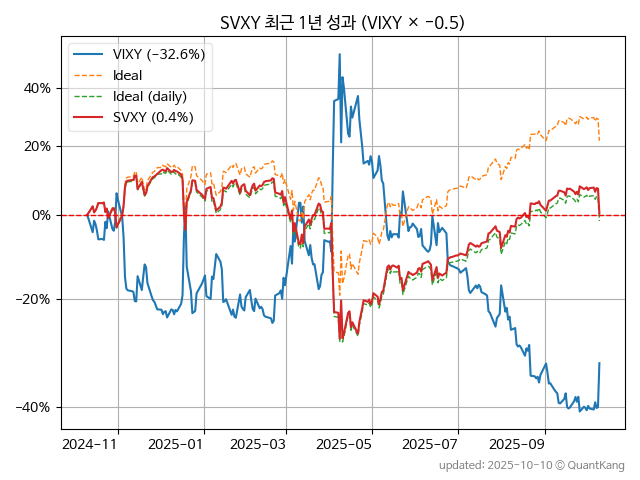 SVXY 최근 1년 성과 (VIXY × −0.5)
VIXY (−32.6%)
Ideal
Ideal (daily)
SVXY (0.4%)
40%
20%
0%
−20%
−40%
2024−11
2025−01
2025−03
2025−05
2025−07
2025−09
updated: 2025-10-10 © QuantKang